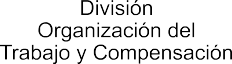 División
Organización del
Trabajo y Compensación